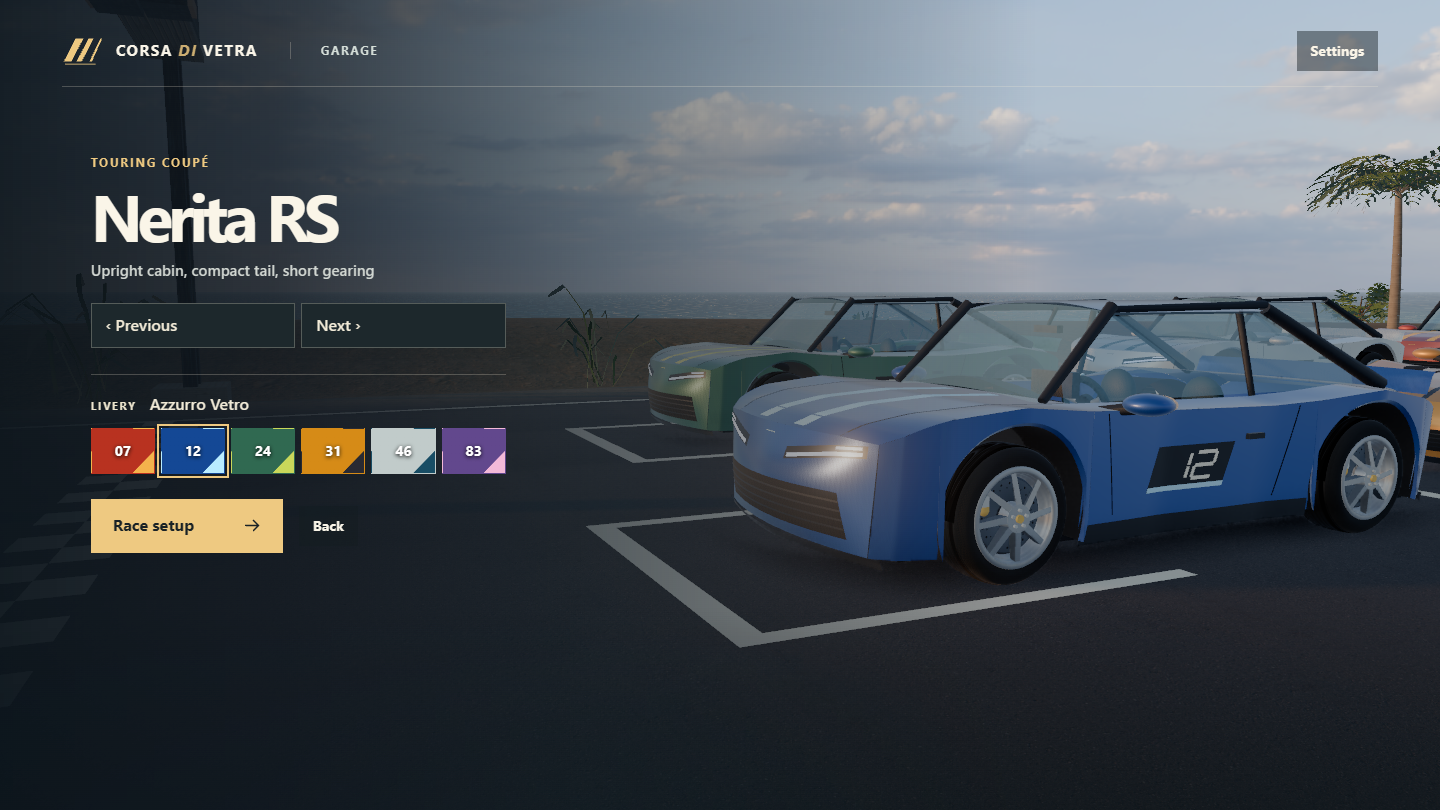 CORSA DI VETRA
GARAGE
Settings
TOURING COUPÉ
Nerita RS
Upright cabin, compact tail, short gearing
‹ Previous
Next ›
LIVERY Azzurro Vetro
07 12 24 31 46 83
Race setup →
Back
12